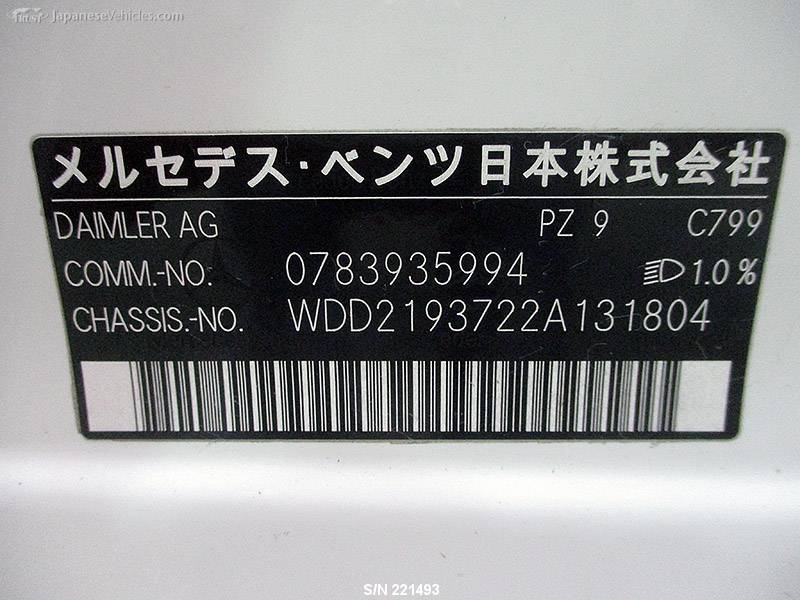 TRUST JapaneseVehicles.com
メルセデス・ベンツ日本株式会社
DAIMLER AG PZ 9 C799
COMM.-NO. 0783935994 1.0 %
CHASSIS.-NO. WDD2193722A131804
S/N 221493